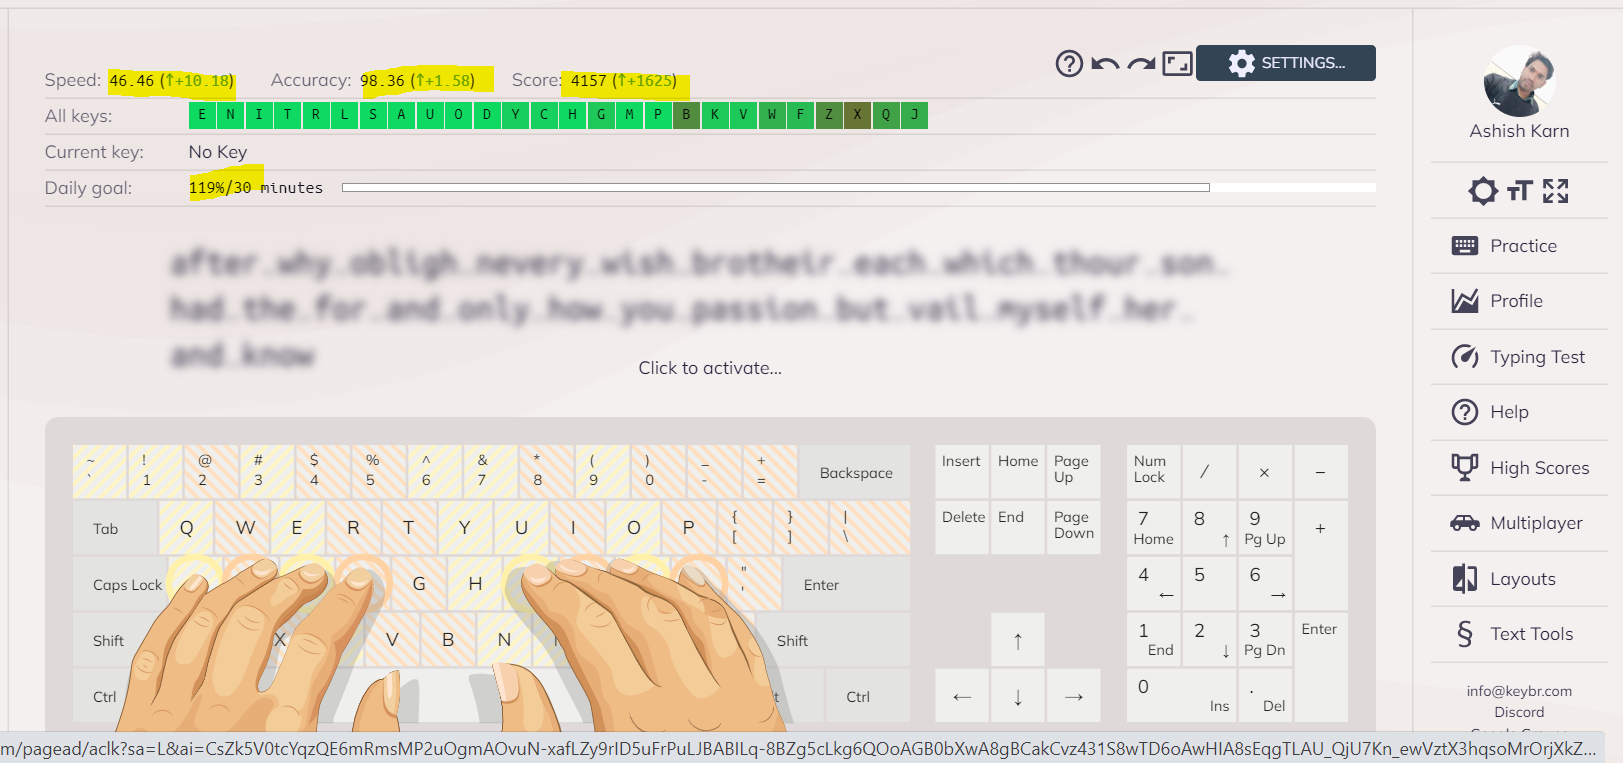 Speed: 46.46 (↑+10.18) Accuracy: 98.36 (↑+1.58) Score: 4157 (↑+1625)
SETTINGS...
All keys: E N I T R L S A U O D Y C H G M P B K V W F Z X Q J
Current key: No Key
Daily goal: 119%/30 minutes
after.why.obligh.nevery.wish.brotheir.each.which.thour.son.
had.the.for.and.only.how.you.passion.but.vail.myself.her.
and.know
Click to activate...
~ ! @ # $ % ^ & * ( ) _ +
` 1 2 3 4 5 6 7 8 9 0 - = Backspace
Tab Q W E R T Y U I O P { [ } ] | \
Caps Lock G H " ' Enter
Shift X V B N Shift
Ctrl Ctrl
Insert Home Page Up
Delete End Page Down
↑
← ↓ →
Num Lock / × −
7 Home 8 ↑ 9 Pg Up +
4 ← 5 6 →
1 End 2 ↓ 3 Pg Dn Enter
0 Ins . Del
Ashish Karn
Practice
Profile
Typing Test
Help
High Scores
Multiplayer
Layouts
§ Text Tools
info@keybr.com
Discord
m/pagead/aclk?sa=L&ai=CsZk5V0tcYqzQE6mRmsMP2uOgmAOvuN-xafLZy9rID5uFrPuLJBABILq-8BZg5cLkg6QOoAGB0bXwA8gBCakCvz431S8wTD6oAwHIA8sEqgTLAU_QjU7Kn_ewVztX3hqsoMrOrjXkZ...